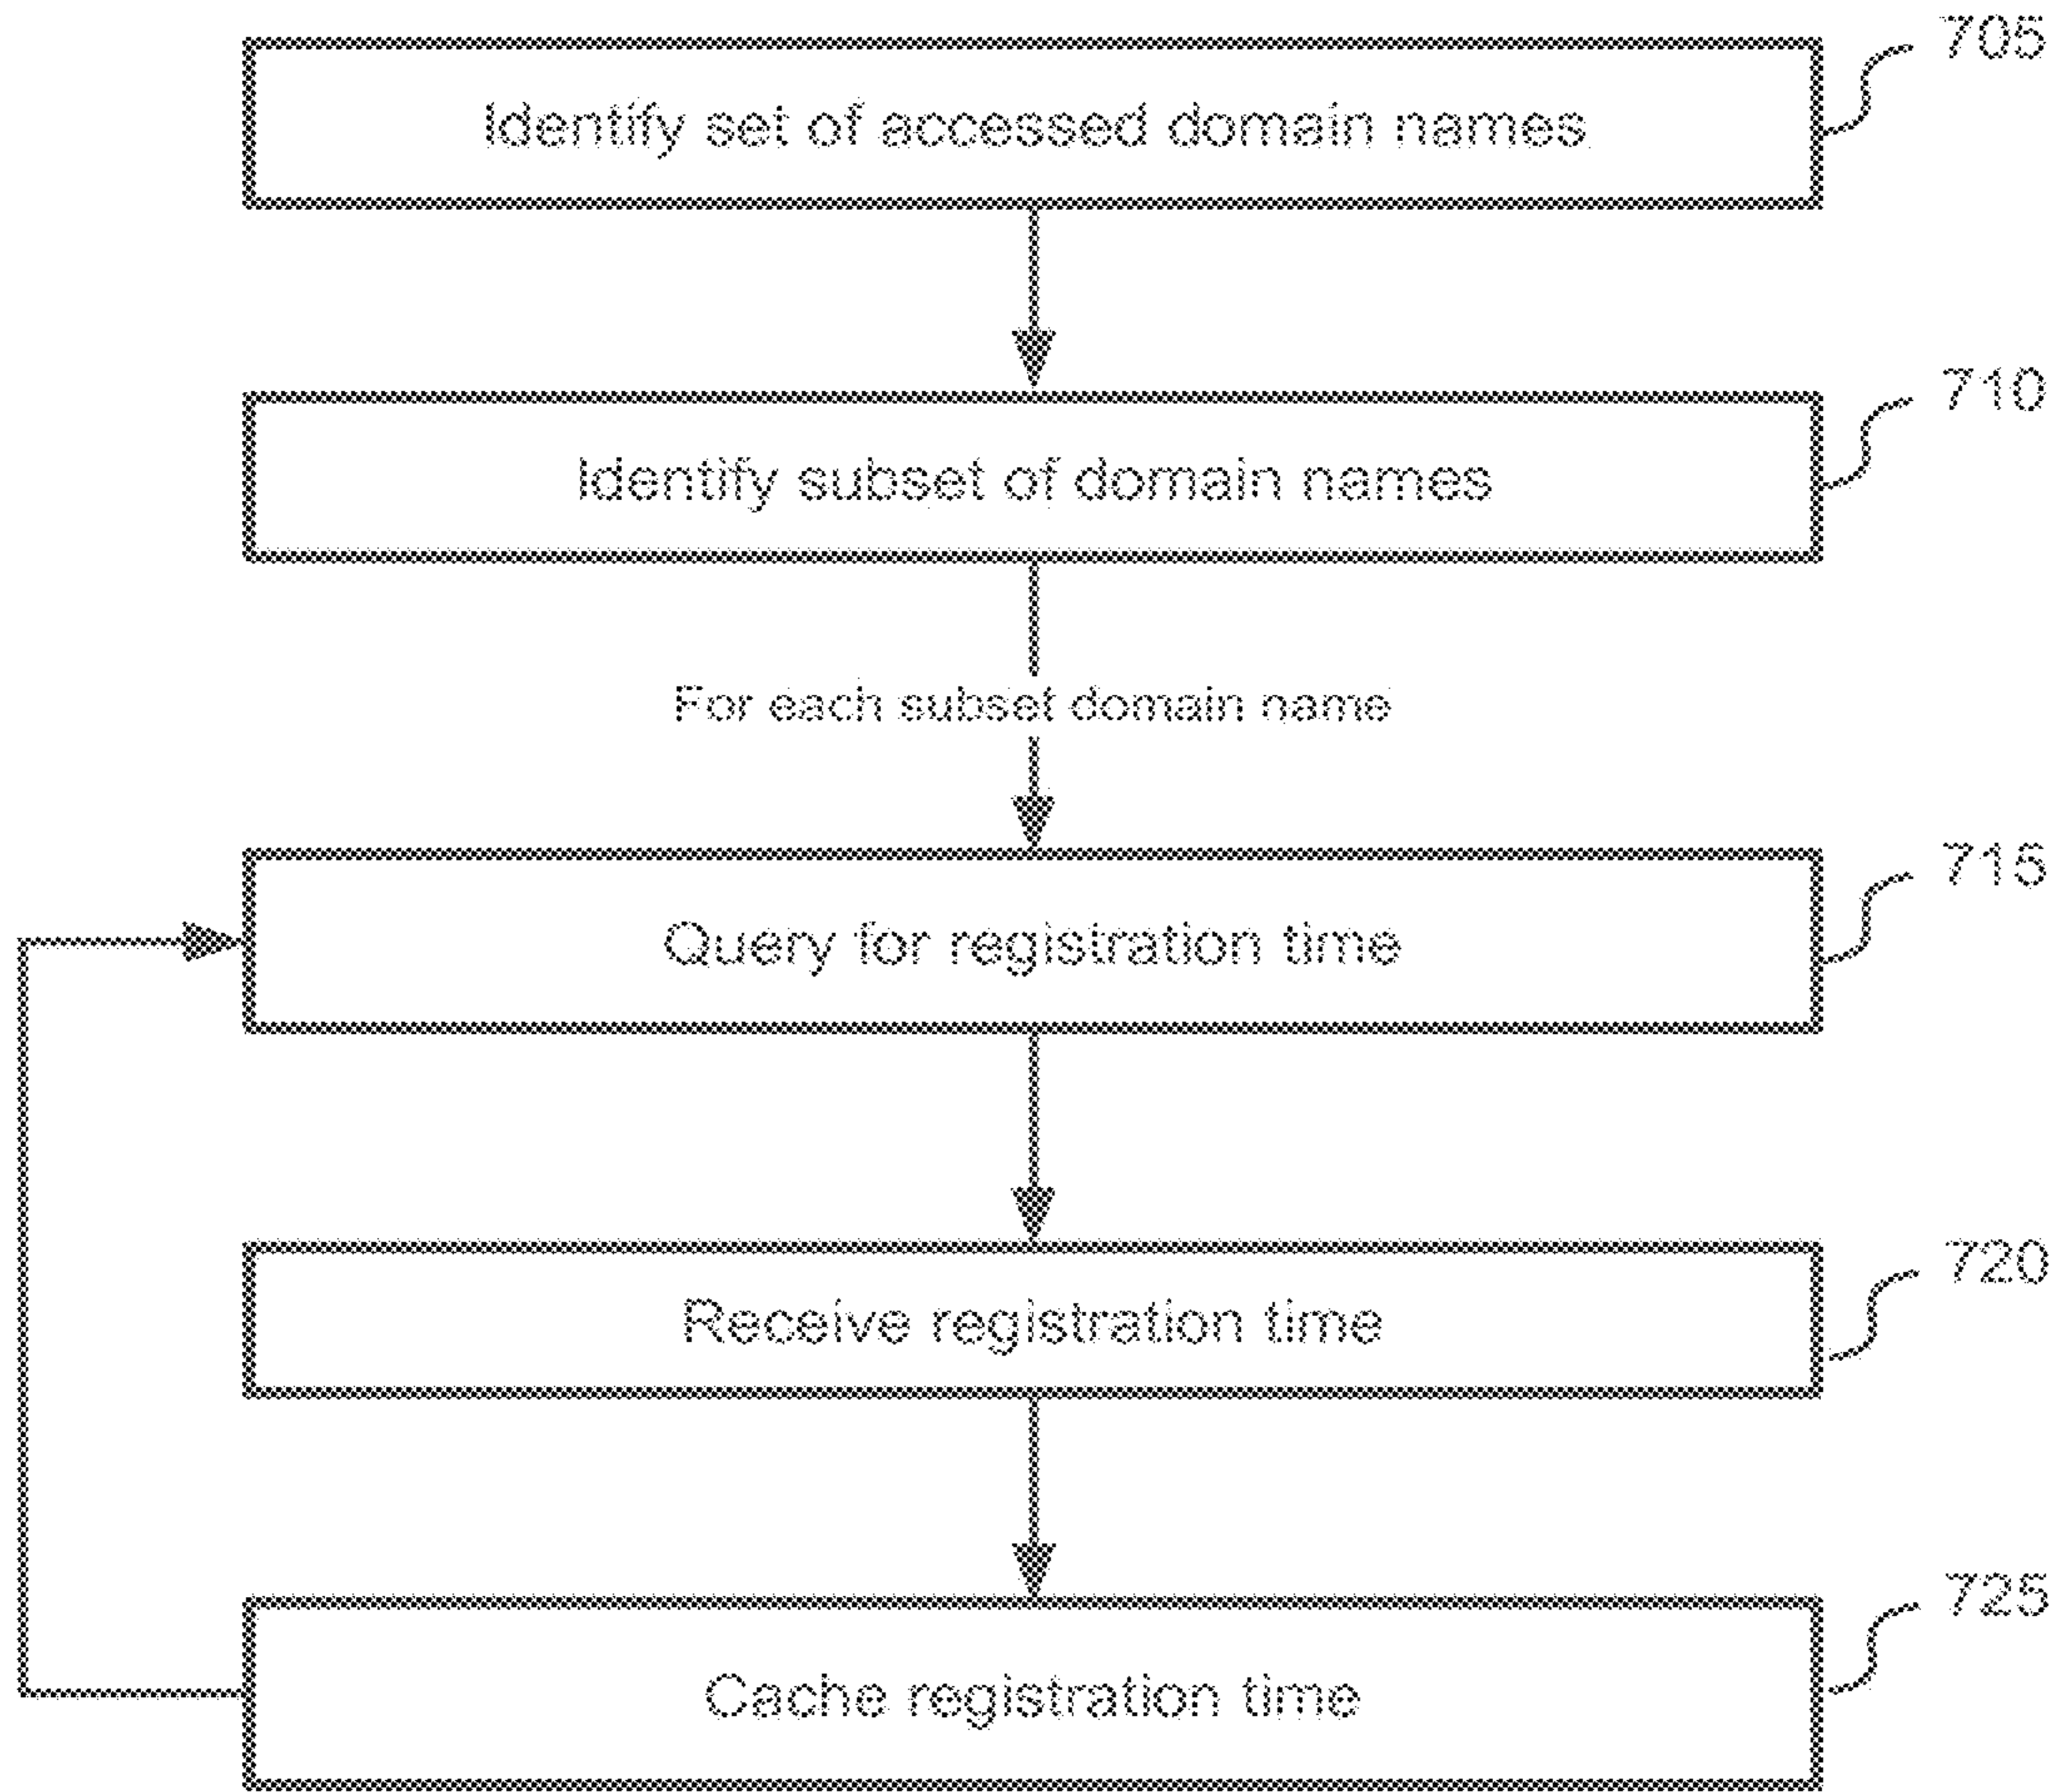 705
Identify set of accessed domain names
710
Identify subset of domain names
For each subset domain name
715
Query for registration time
720
Receive registration time
725
Cache registration time